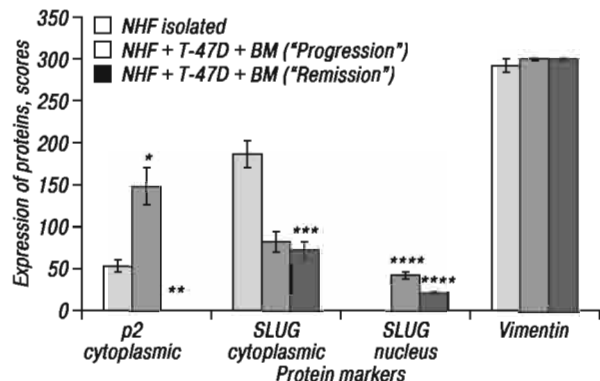 NHF isolated
NHF + T-47D + BM ("Progression")
NHF + T-47D + BM ("Remission")
Expression of proteins, scores
350
300
250
200
150
100
50
0
*
**
***
****
****
p2 cytoplasmic
SLUG cytoplasmic
SLUG nucleus
Vimentin
Protein markers